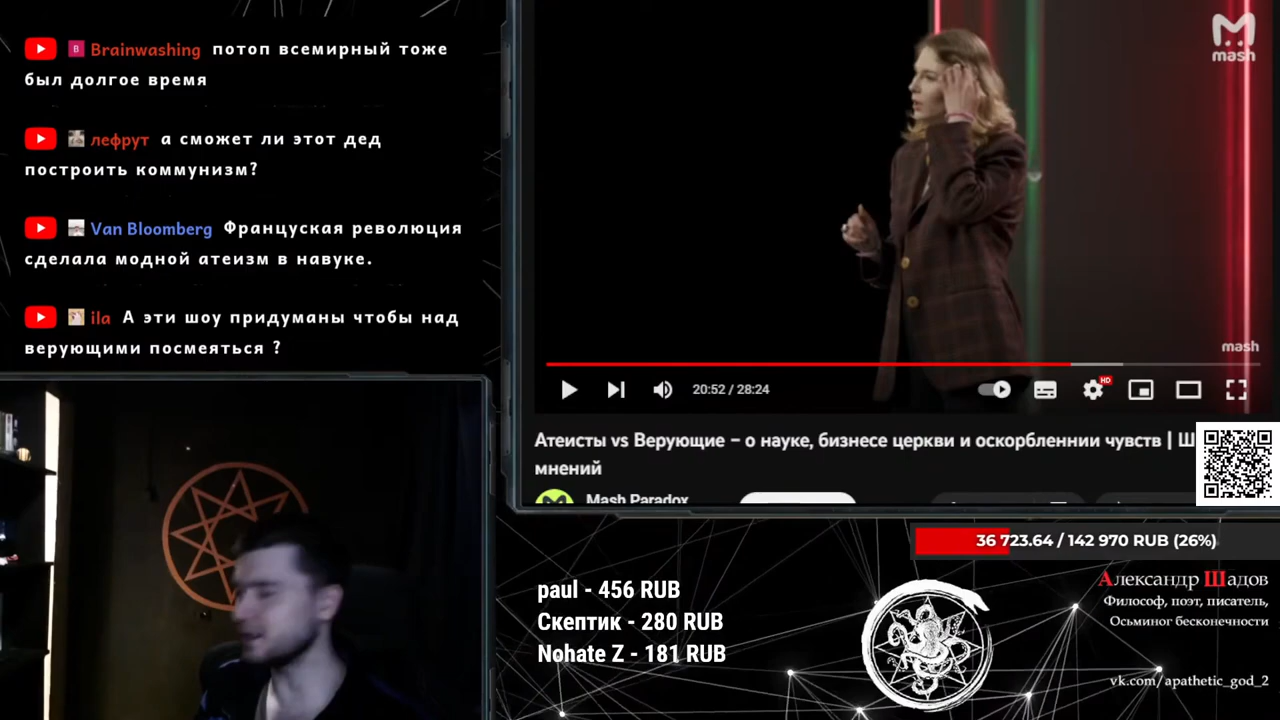 Brainwashing потоп всемирный тоже
был долгое время
лефрут а сможет ли этот дед
построить коммунизм?
Van Bloomberg Француская революция
сделала модной атеизм в навуке.
ila А эти шоу придуманы чтобы над
верующими посмеяться ?
mash
mash
20:52 / 28:24
HD
Атеисты vs Верующие – о науке, бизнесе церкви и оскорбленнии чувств | Ш
мнений
Mash Paradox
36 723.64 / 142 970 RUB (26%)
paul - 456 RUB
Скептик - 280 RUB
Nohate Z - 181 RUB
Александр Шадов
Философ, поэт, писатель,
Осьминог бесконечности
vk.com/apathetic_god_2